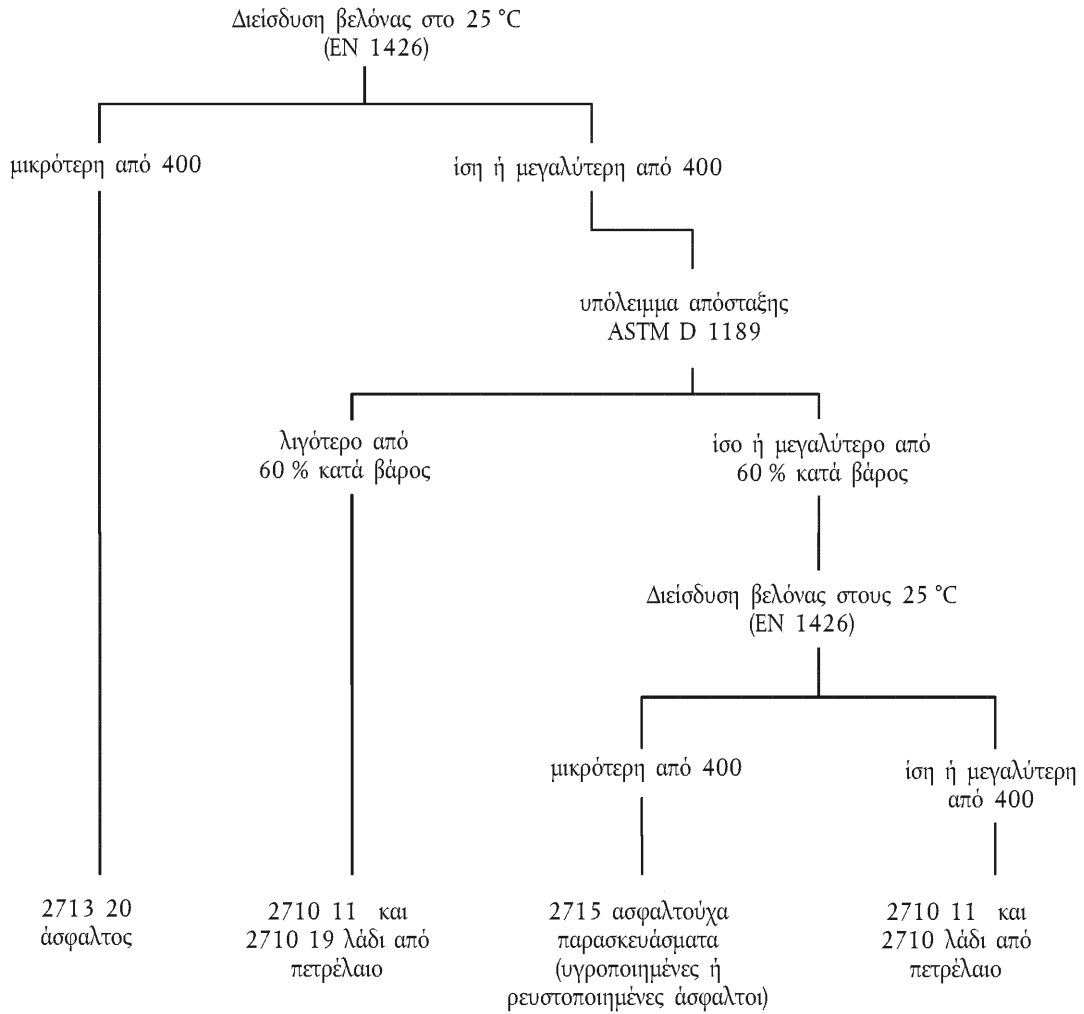 Διείσδυση βελόνας στο 25 °C
(EN 1426)
μικρότερη από 400
ίση ή μεγαλύτερη από 400
υπόλειμμα απόσταξης
ASTM D 1189
λιγότερο από
60 % κατά βάρος
ίσο ή μεγαλύτερο από
60 % κατά βάρος
Διείσδυση βελόνας στους 25 °C
(EN 1426)
μικρότερη από 400
ίση ή μεγαλύτερη
από 400
2713 20
άσφαλτος
2710 11 και
2710 19 λάδι από
πετρέλαιο
2715 ασφαλτούχα
παρασκευάσματα
(υγροποιημένες ή
ρευστοποιημένες άσφαλτοι)
2710 11 και
2710 λάδι από
πετρέλαιο